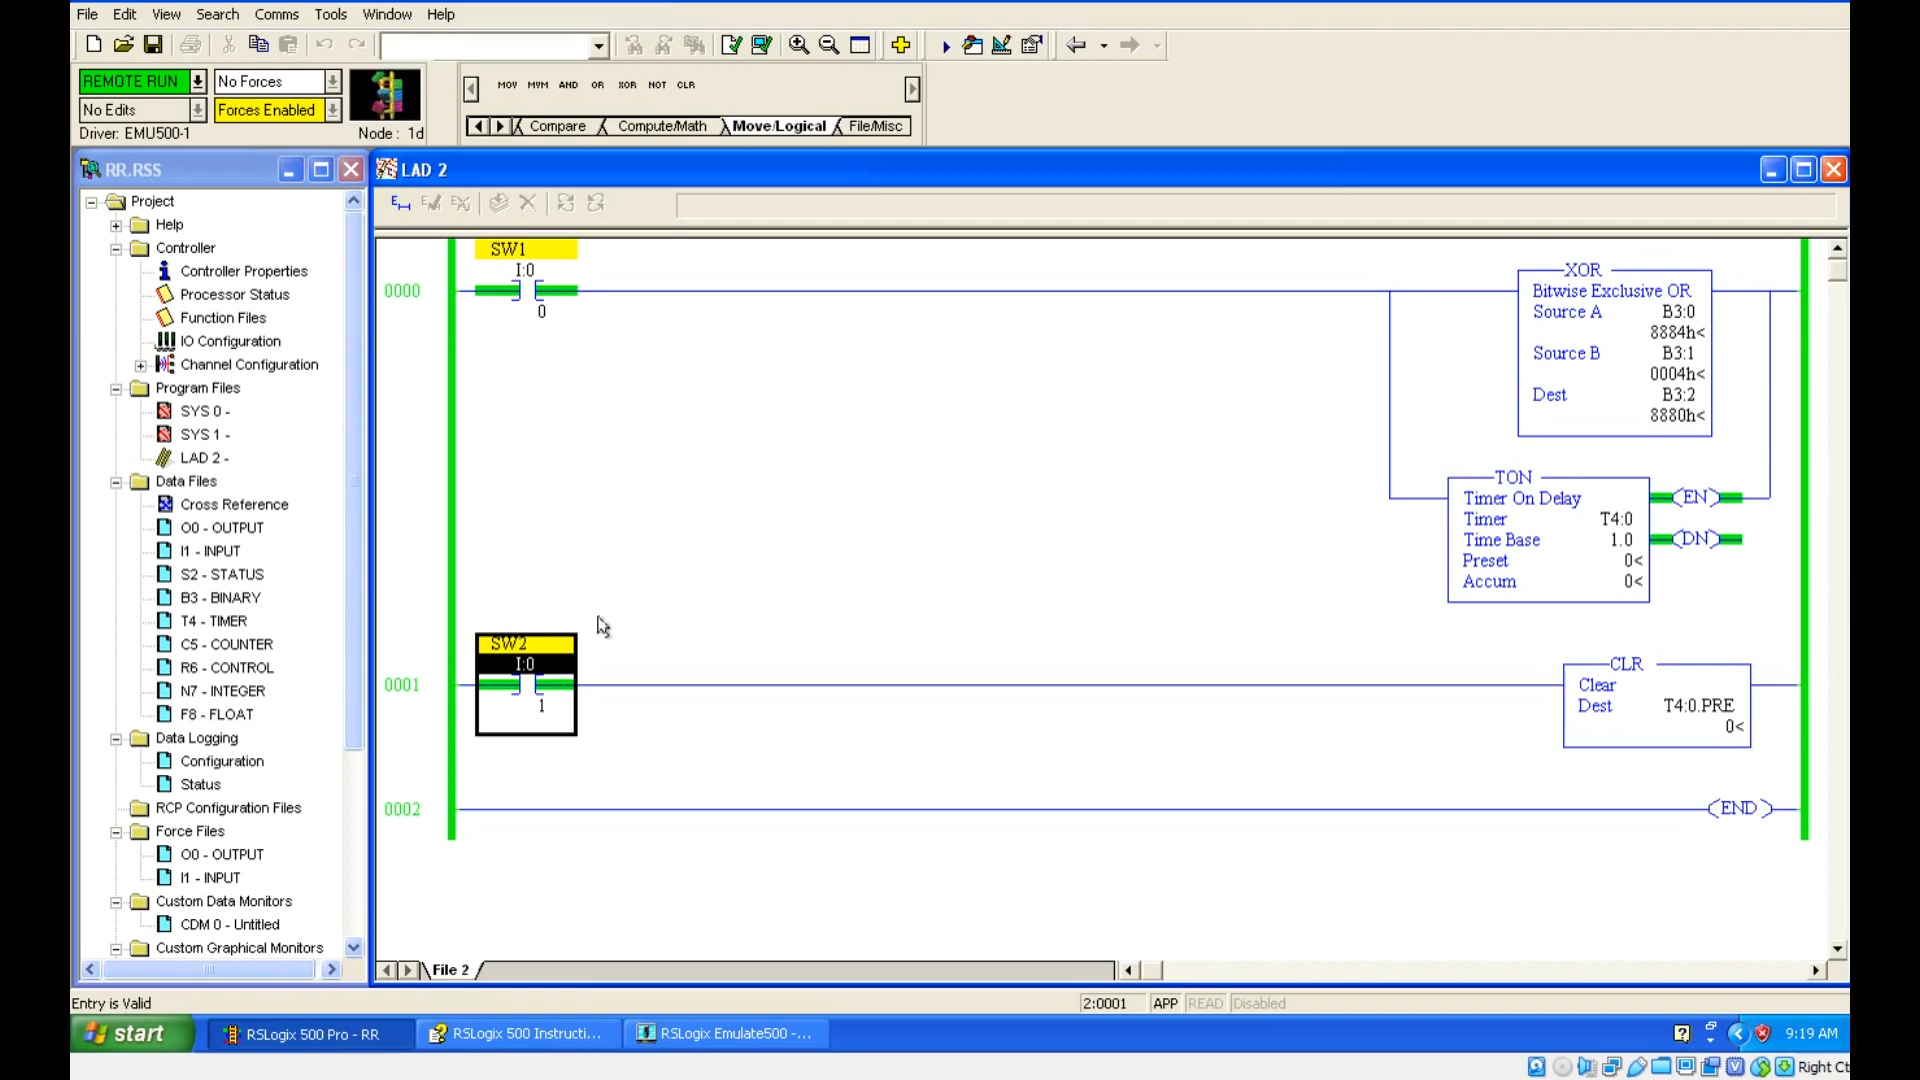 File Edit View Search Comms Tools Window Help
REMOTE RUN No Forces
No Edits Forces Enabled
Driver: EMU500-1 Node : 1d
MOV MVM AND OR XOR NOT CLR
Compare Compute/Math Move/Logical File/Misc
RR.RSS
Project
Help
Controller
Controller Properties
Processor Status
Function Files
IO Configuration
Channel Configuration
Program Files
SYS 0 -
SYS 1 -
LAD 2 -
Data Files
Cross Reference
O0 - OUTPUT
I1 - INPUT
S2 - STATUS
B3 - BINARY
T4 - TIMER
C5 - COUNTER
R6 - CONTROL
N7 - INTEGER
F8 - FLOAT
Data Logging
Configuration
Status
RCP Configuration Files
Force Files
O0 - OUTPUT
I1 - INPUT
Custom Data Monitors
CDM 0 - Untitled
Custom Graphical Monitors
LAD 2
SW1
I:0
0000
0
XOR
Bitwise Exclusive OR
Source A B3:0
8884h<
Source B B3:1
0004h<
Dest B3:2
8880h<
TON
Timer On Delay EN
Timer T4:0
Time Base 1.0 DN
Preset 0<
Accum 0<
SW2
I:0
0001
1
CLR
Clear
Dest T4:0.PRE
0<
0002 END
File 2
Entry is Valid 2:0001 APP READ Disabled
start RSLogix 500 Pro - RR RSLogix 500 Instructi... RSLogix Emulate500 -... 9:19 AM
Right Ct